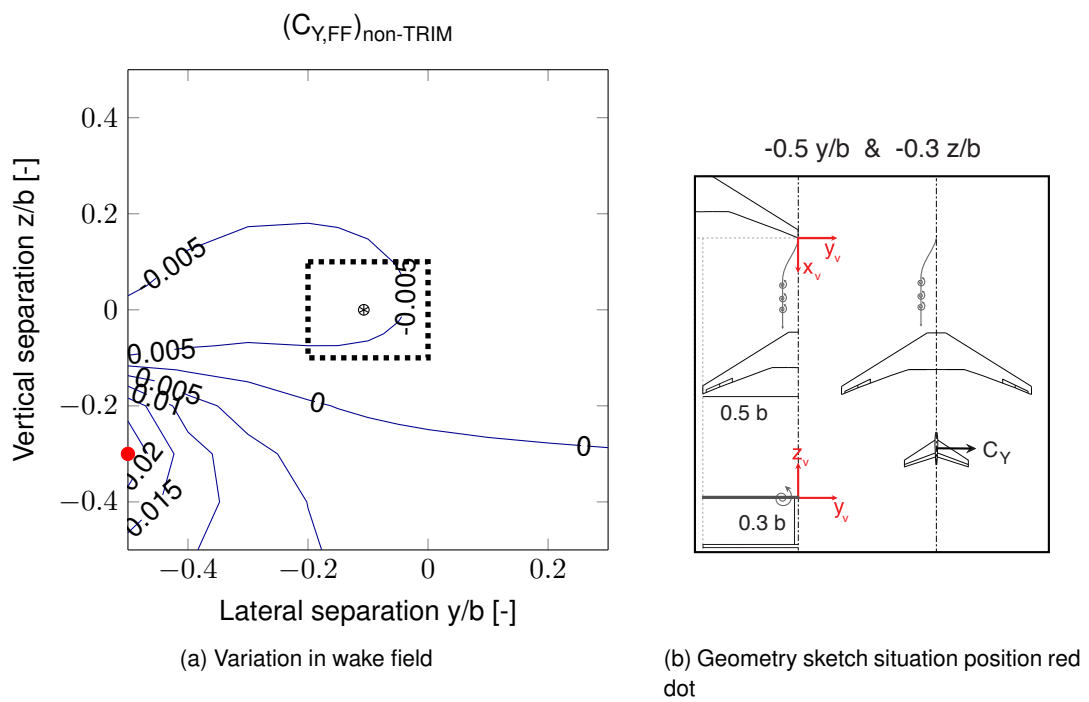 (C_Y,FF)_non-TRIM
Vertical separation z/b [-]
0.4
0.2
0
−0.2
−0.4
-0.005
-0.005
0.005
0.005
0.01
0.02
0.015
0
0
−0.4
−0.2
0
0.2
Lateral separation y/b [-]
(a) Variation in wake field
-0.5 y/b & -0.3 z/b
y_v
x_v
0.5 b
z_v
C_Y
y_v
0.3 b
(b) Geometry sketch situation position red
dot